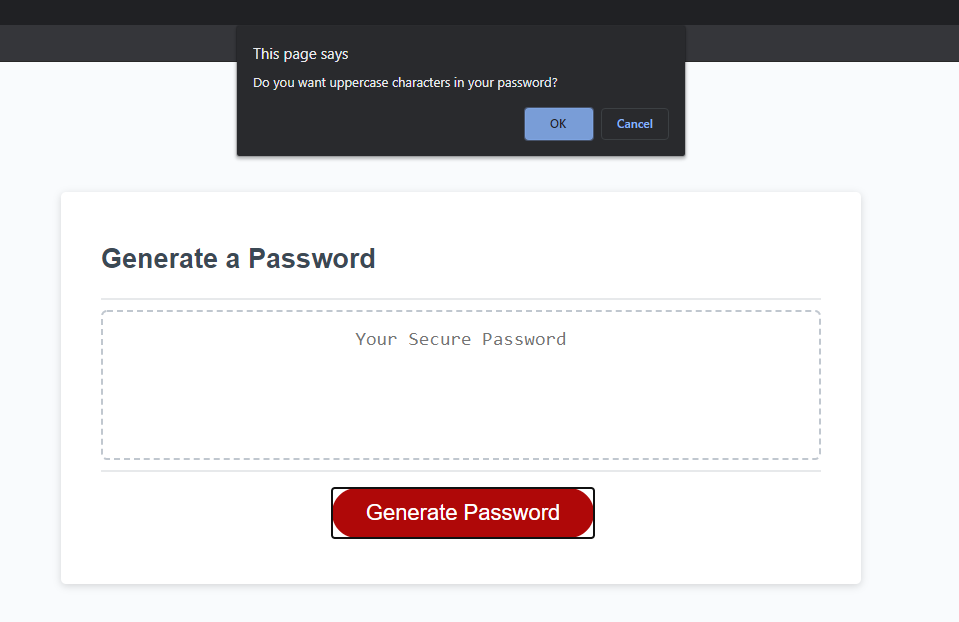 This page says
Do you want uppercase characters in your password?
OK
Cancel
Generate a Password
Your Secure Password
Generate Password